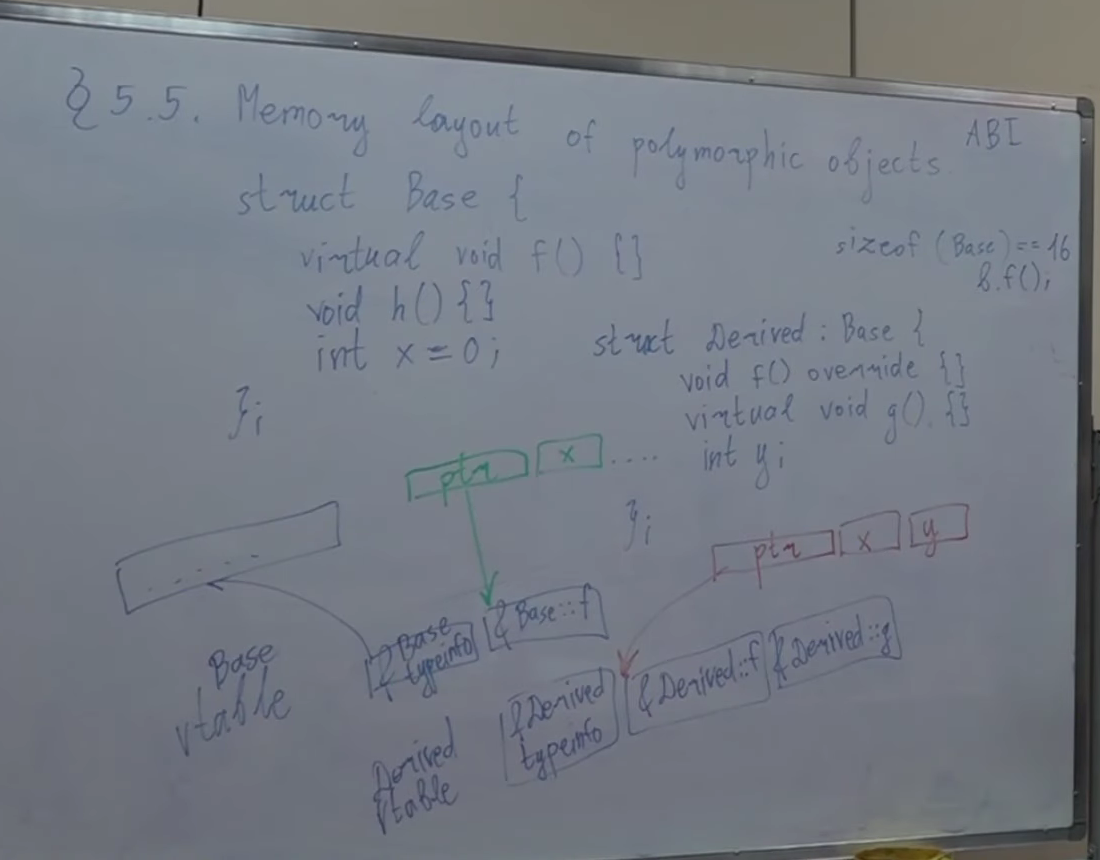 § 5.5. Memory layout of polymorphic objects ABI
struct Base {
virtual void f() {}
void h() {}
int x = 0;
};
sizeof (Base) == 16
b.f();
struct Derived : Base {
void f() override {}
virtual void g() {}
int y;
};
ptr x ....
ptr x y
Base
vtable
&Base
typeinfo
&Base::f
Derived
vtable
&Derived
typeinfo
&Derived::f
&Derived::g